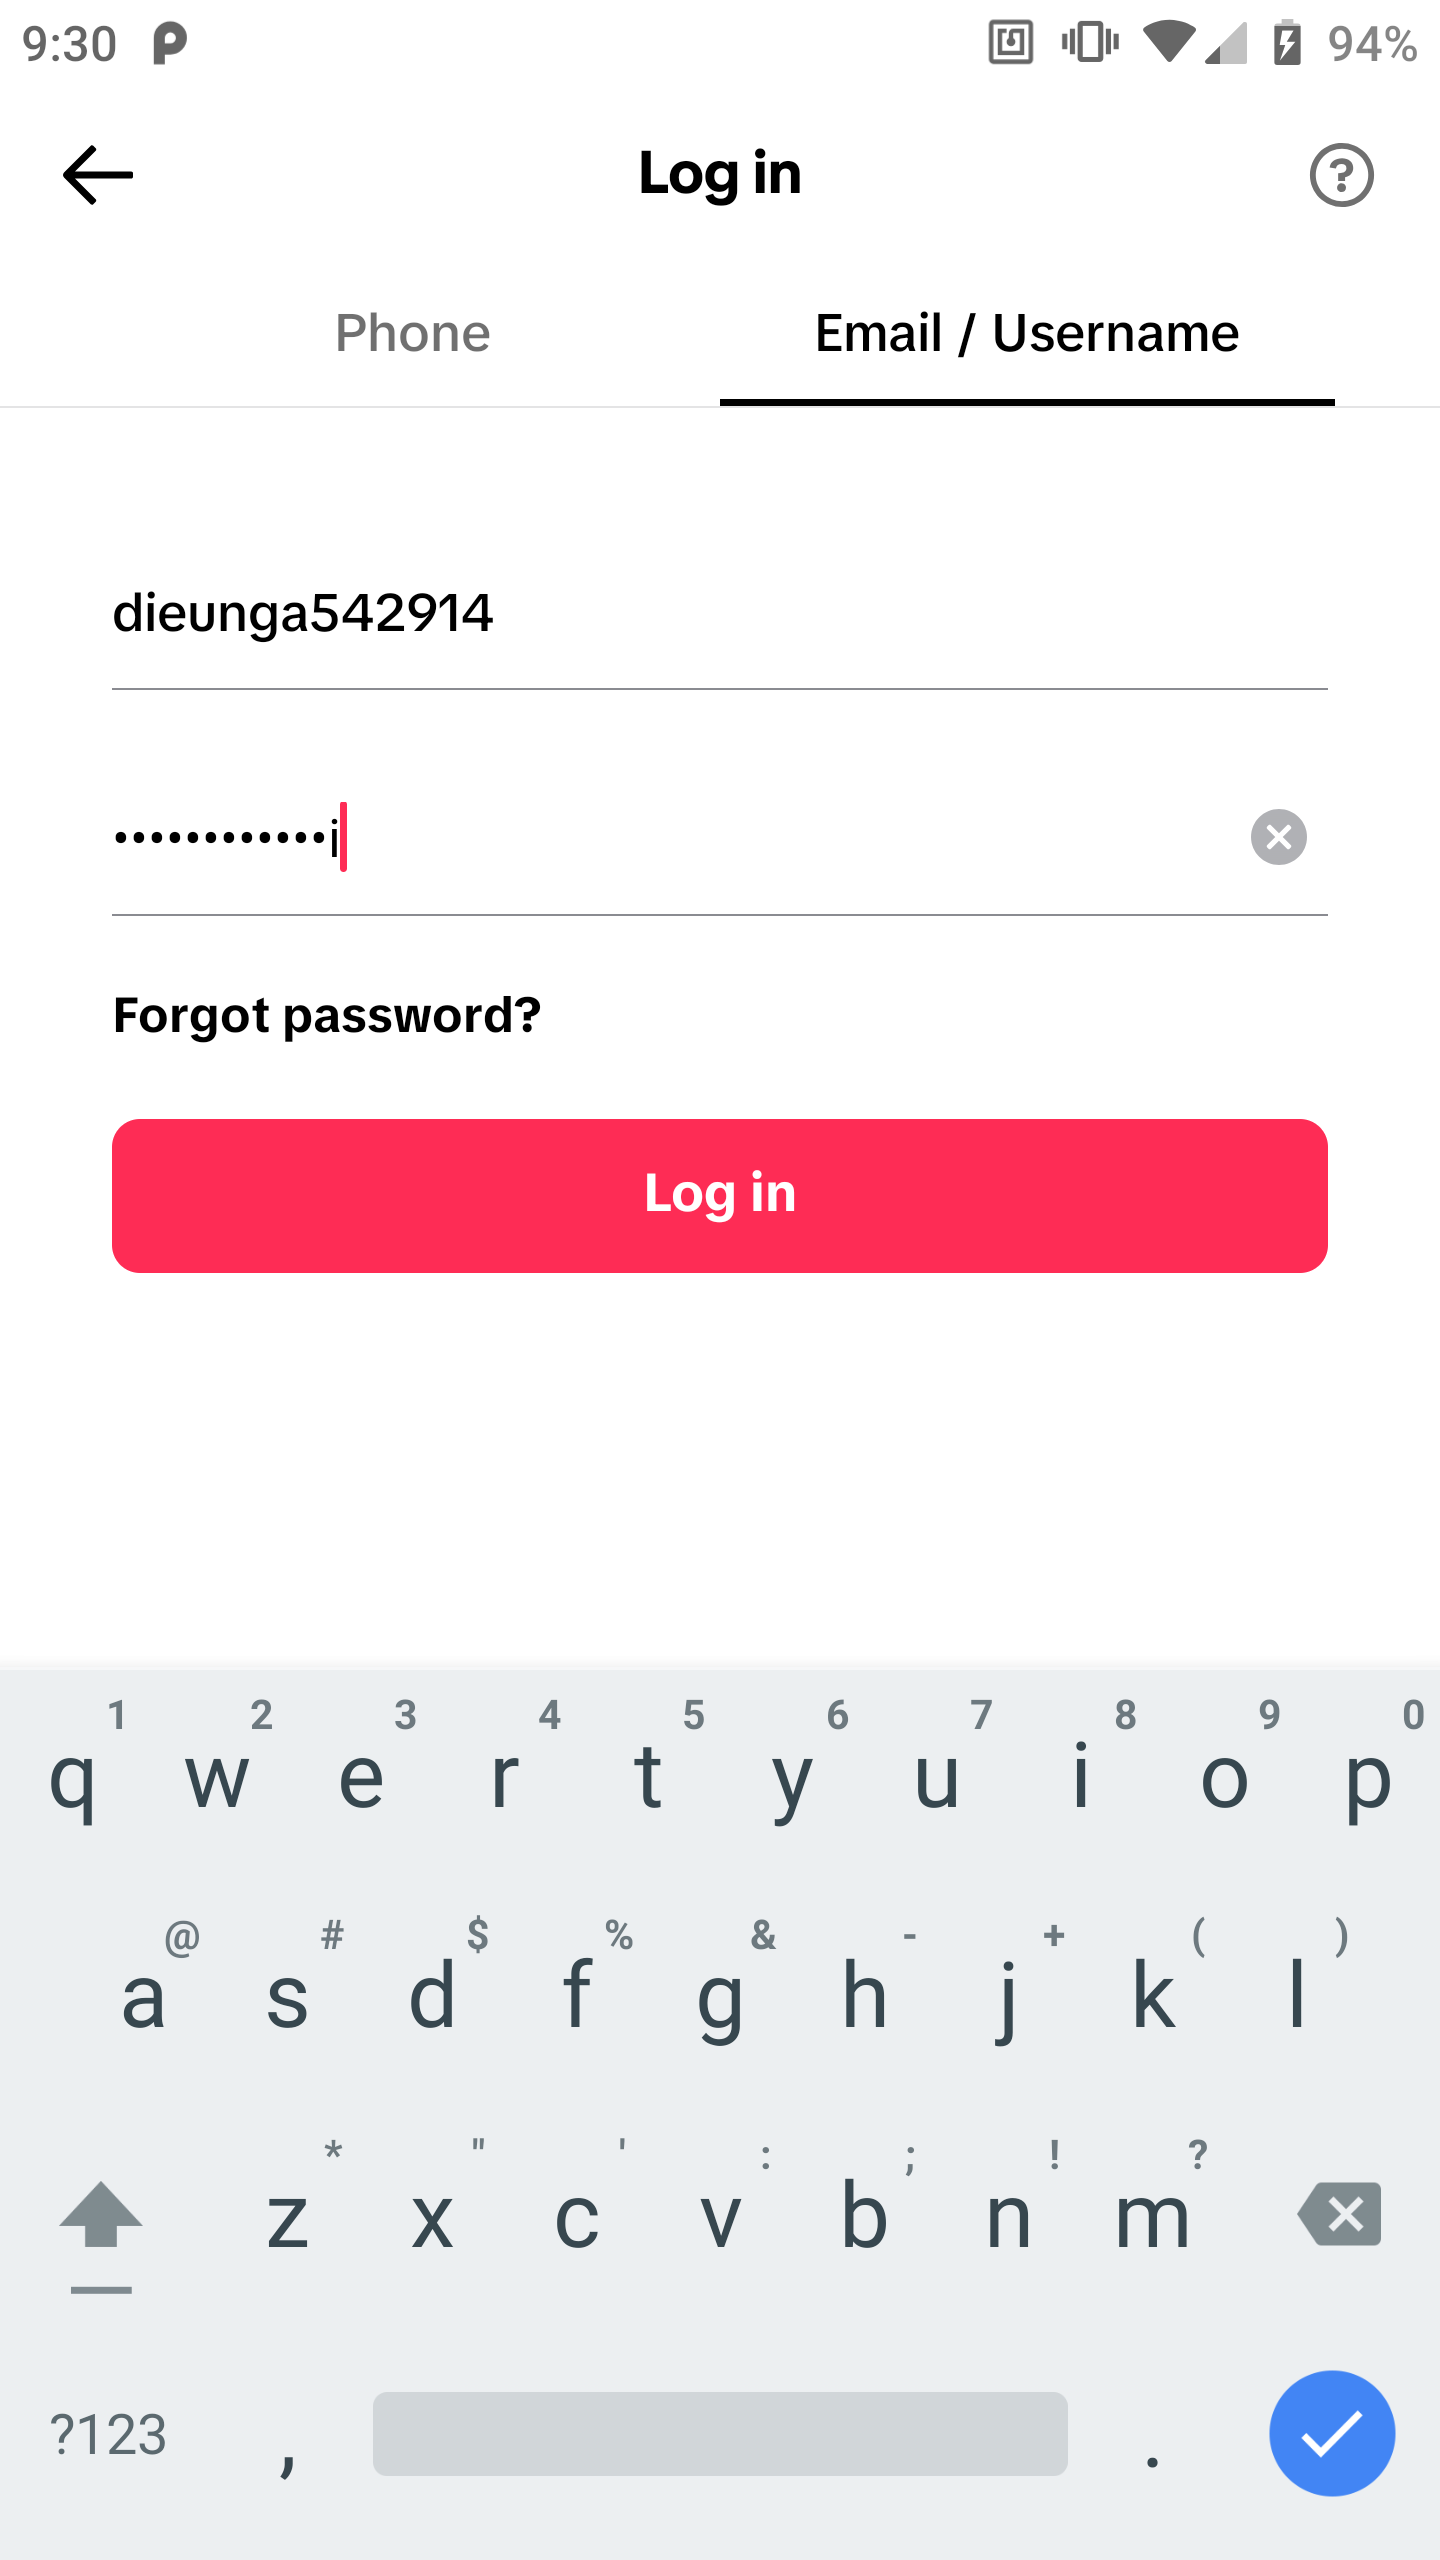 9:30 94%
Log in
Phone Email / Username
dieunga542914
••••••••••••i
Forgot password?
Log in
1 2 3 4 5 6 7 8 9 0
q w e r t y u i o p
@ # $ % & - + ( )
a s d f g h j k l
* " ' : ; ! ?
z x c v b n m
?123 , .